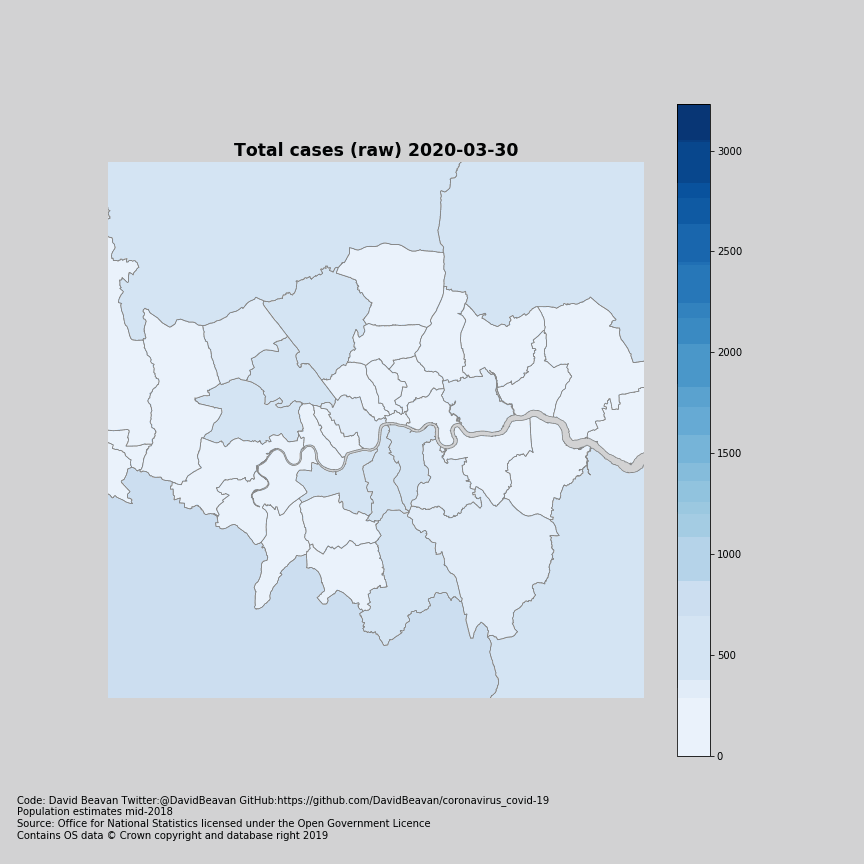 Total cases (raw) 2020-03-30
3000
2500
2000
1500
1000
500
0
Code: David Beavan Twitter:@DavidBeavan GitHub:https://github.com/DavidBeavan/coronavirus_covid-19
Population estimates mid-2018
Source: Office for National Statistics licensed under the Open Government Licence
Contains OS data © Crown copyright and database right 2019